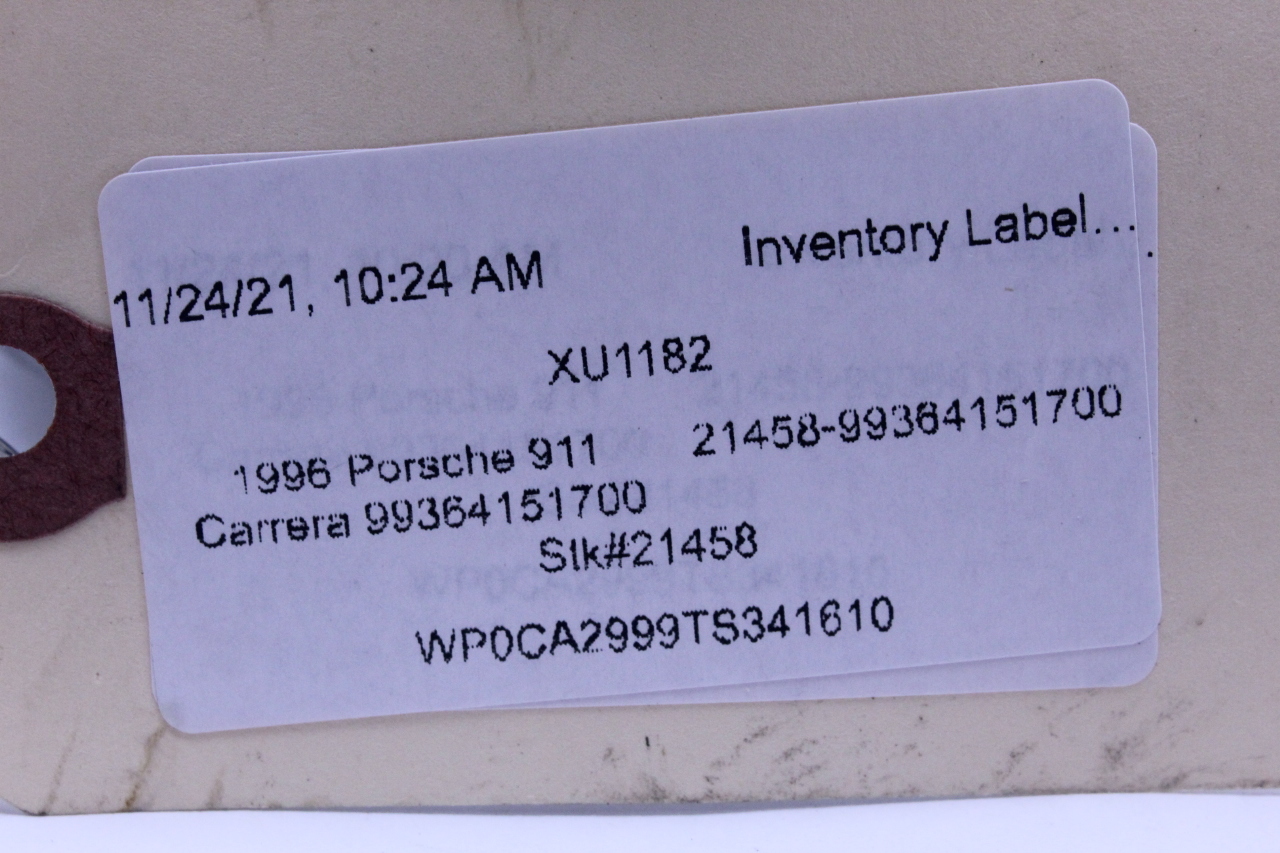 11/24/21, 10:24 AM Inventory Label...
XU1182
1996 Porsche 911 21458-99364151700
Carrera 99364151700
Stk#21458
WP0CA2999TS341610